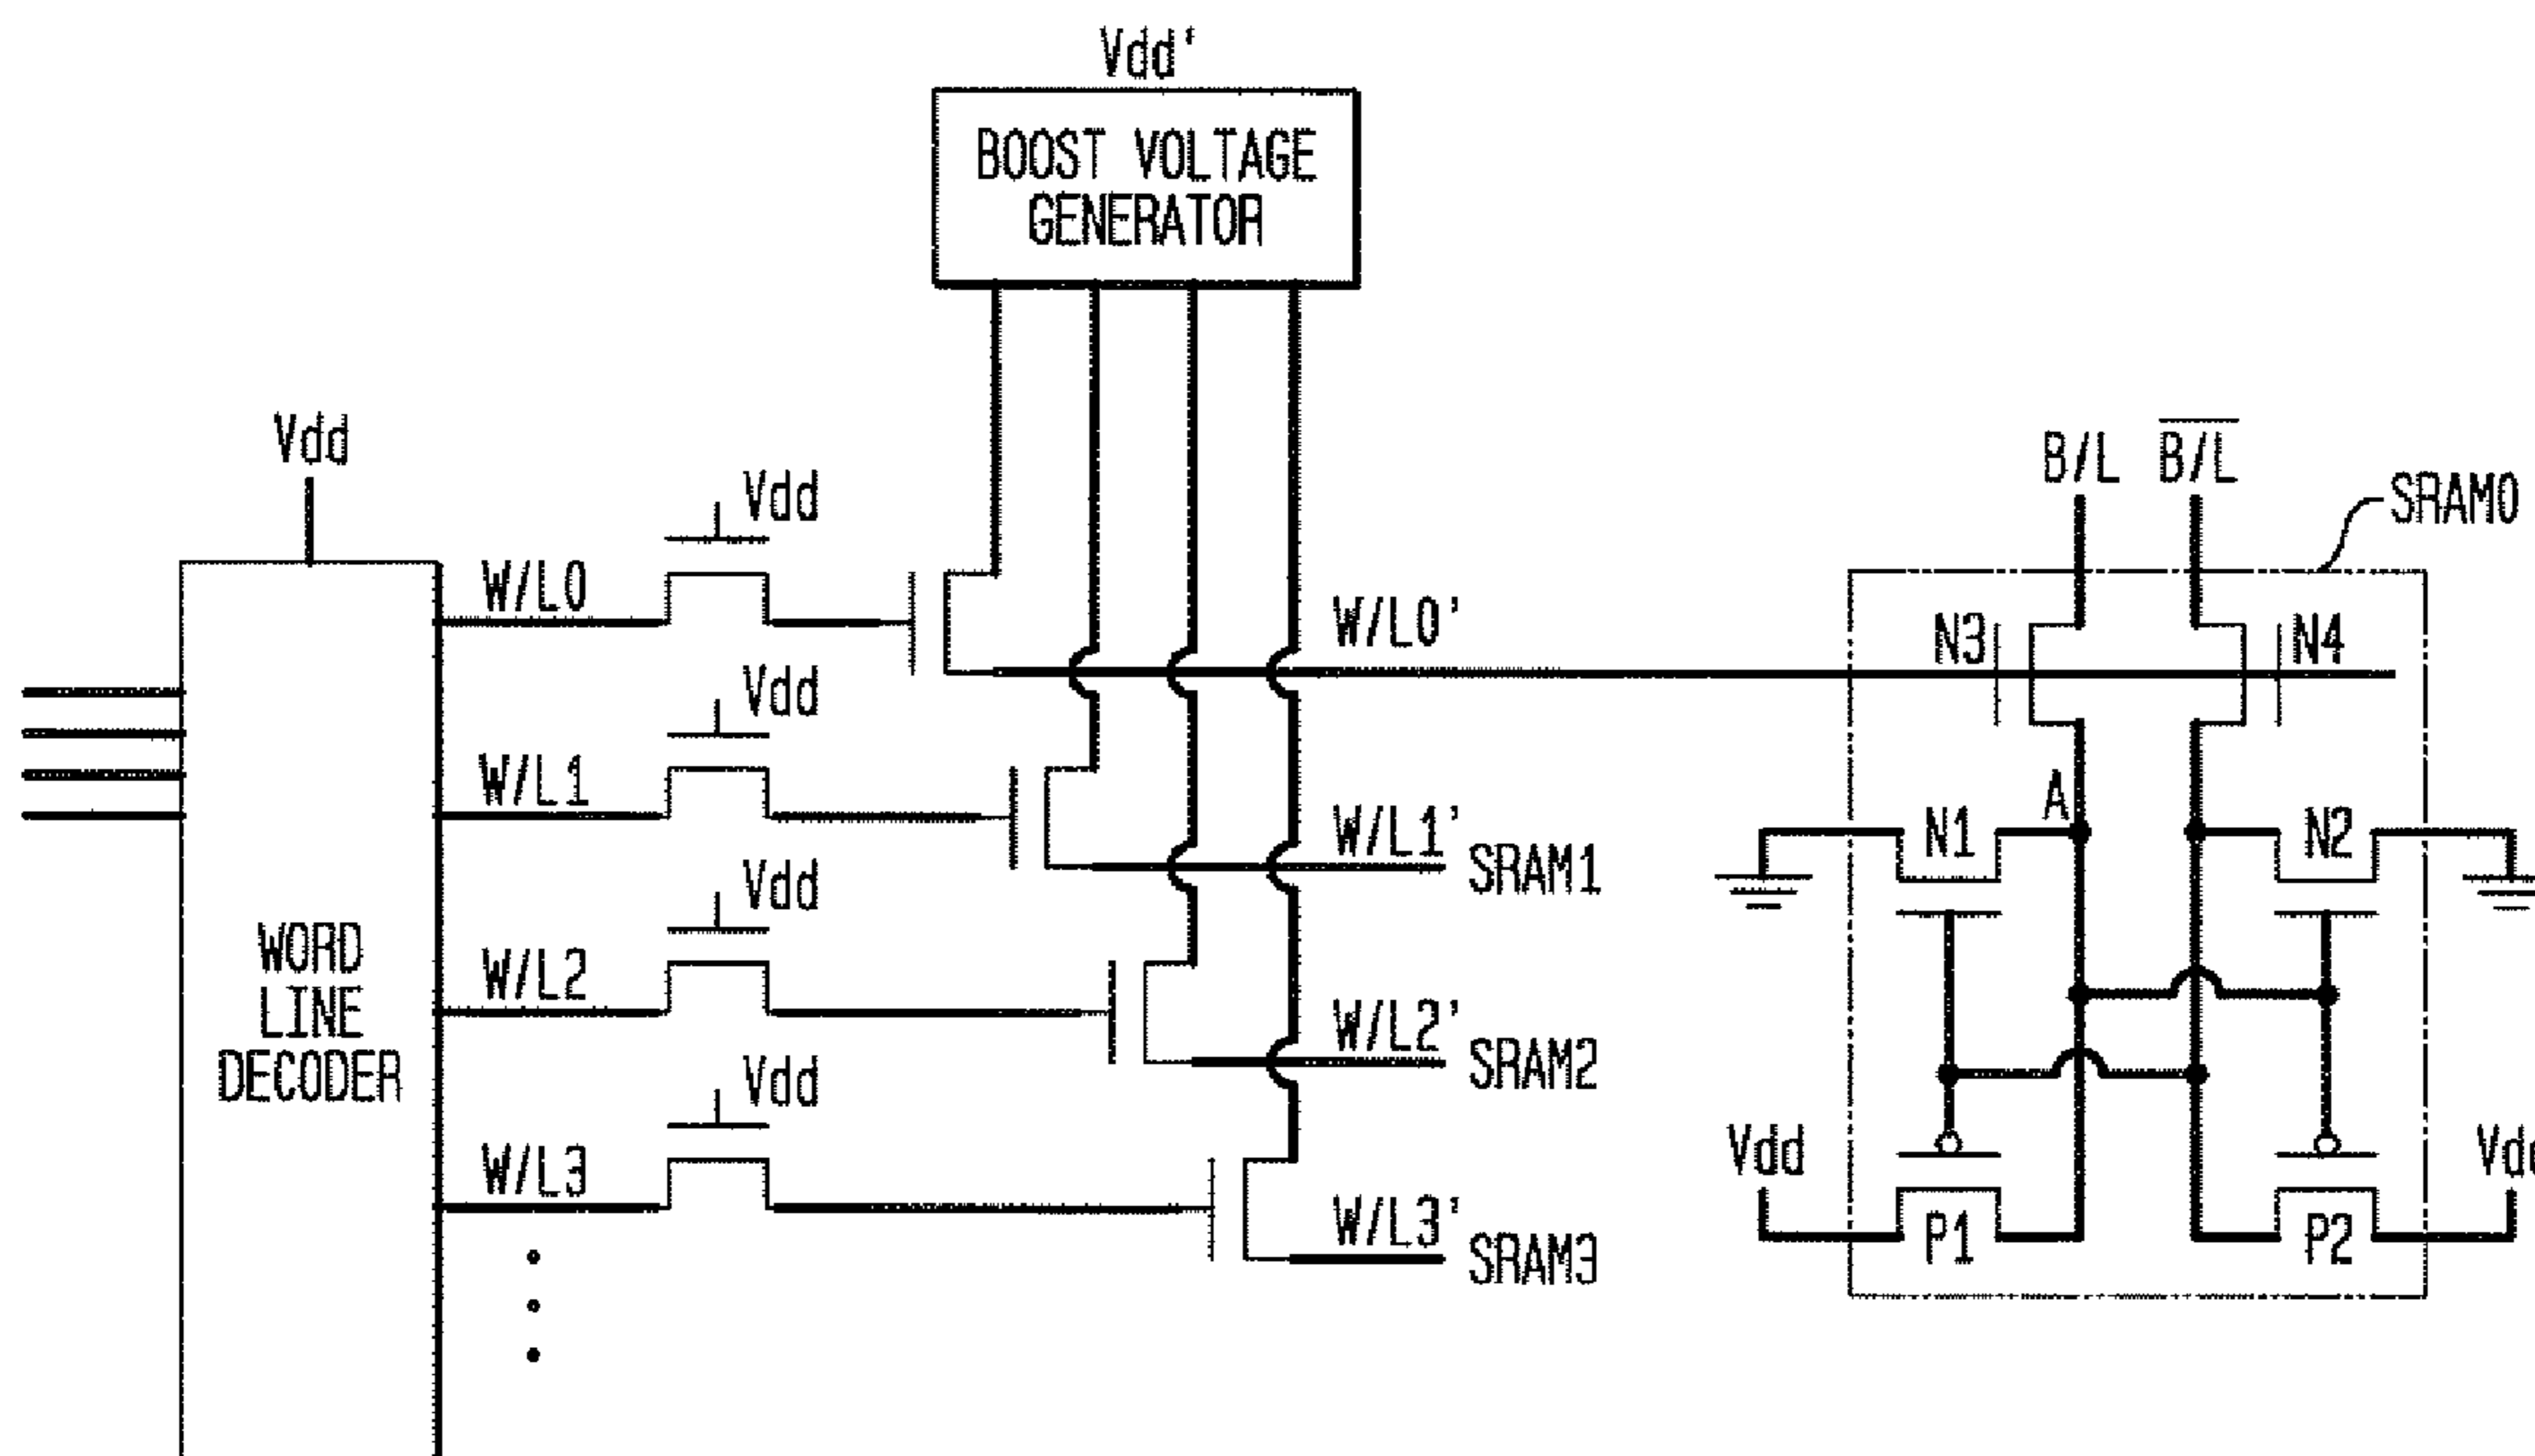 Vdd'
BOOST VOLTAGE
GENERATOR
Vdd
WORD
LINE
DECODER
W/L0
Vdd
W/L0'
W/L1
Vdd
W/L1'
SRAM1
W/L2
Vdd
W/L2'
SRAM2
W/L3
Vdd
W/L3'
SRAM3
B/L
B/L
SRAM0
N3
N4
A
N1
N2
Vdd
P1
P2